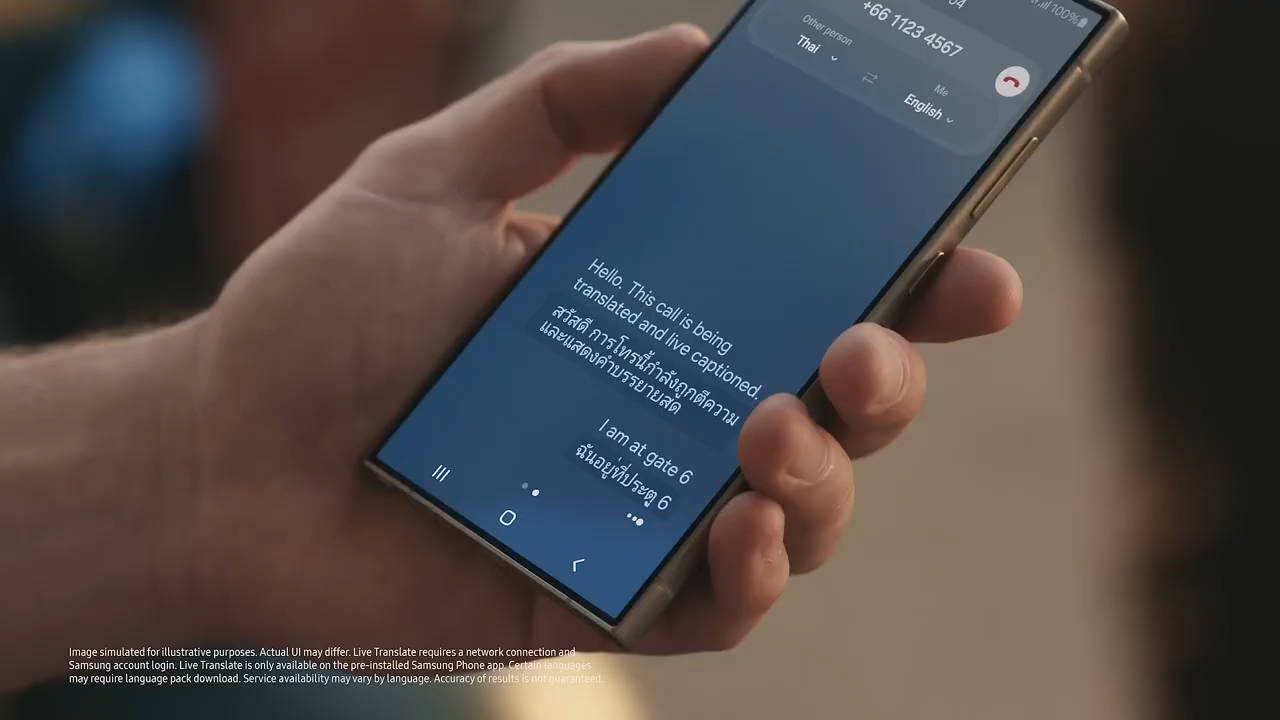 100%
+66 1123 4567
Other person
Thai
Me
English
Hello. This call is being
translated and live captioned.
สวัสดี การโทรนี้กำลังถูกตีความ
และแสดงคำบรรยายสด
I am at gate 6
ฉันอยู่ที่ประตู 6
Image simulated for illustrative purposes. Actual UI may differ. Live Translate requires a network connection and
Samsung account login. Live Translate is only available on the pre-installed Samsung Phone app. Certain languages
may require language pack download. Service availability may vary by language. Accuracy of results is not guaranteed.